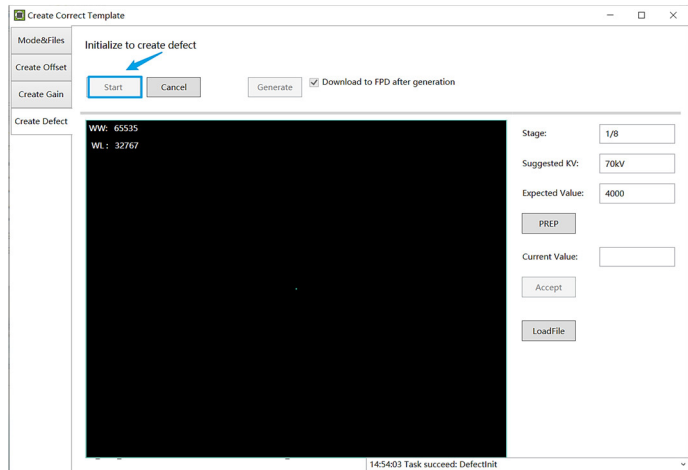 Create Correct Template
Mode&Files
Create Offset
Create Gain
Create Defect
Initialize to create defect
Start
Cancel
Generate
Download to FPD after generation
WW: 65535
WL: 32767
Stage: 1/8
Suggested KV: 70kV
Expected Value: 4000
PREP
Current Value:
Accept
LoadFile
14:54:03 Task succeed: DefectInit